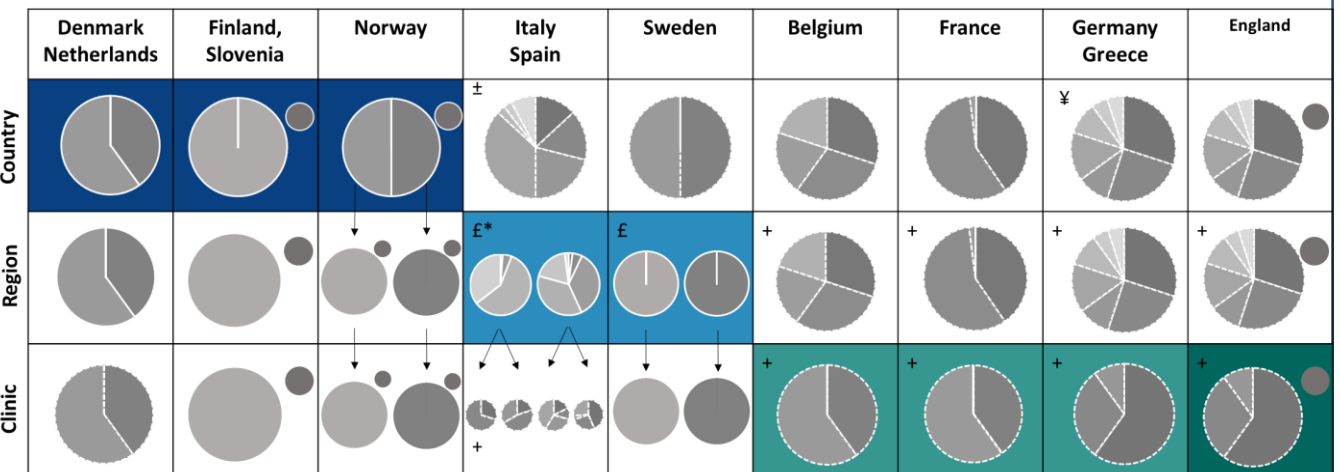 Denmark
Netherlands
Finland,
Slovenia
Norway
Italy
Spain
Sweden
Belgium
France
Germany
Greece
England
Country
±
¥
Region
£*
£
+
+
+
+
Clinic
+
+
+
+
+